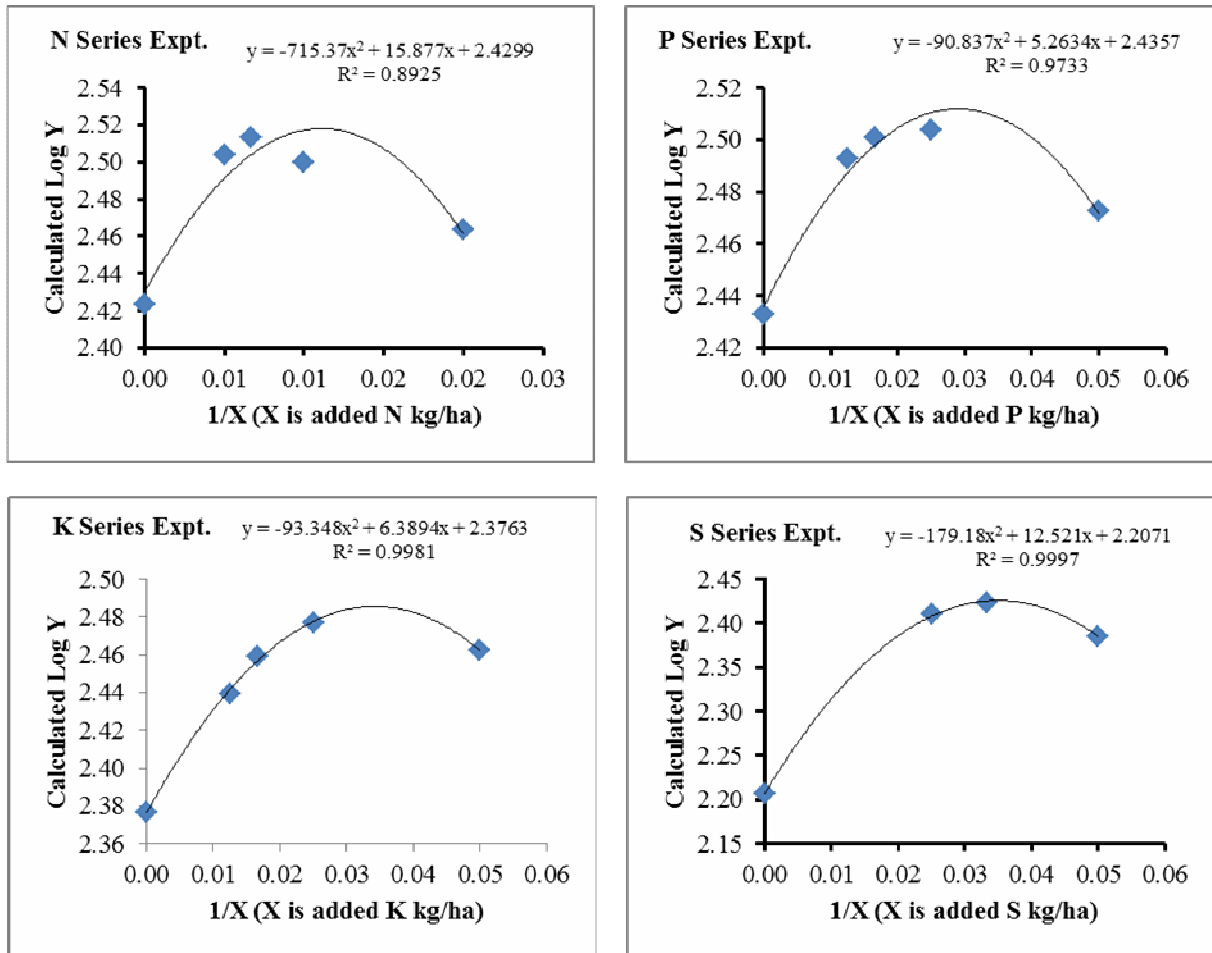 N Series Expt.
y = -715.37x² + 15.877x + 2.4299
R² = 0.8925
Calculated Log Y
2.54
2.52
2.50
2.48
2.46
2.44
2.42
2.40
0.00 0.01 0.01 0.02 0.02 0.03
1/X (X is added N kg/ha)
P Series Expt.
y = -90.837x² + 5.2634x + 2.4357
R² = 0.9733
Calculated Log Y
2.52
2.50
2.48
2.46
2.44
2.42
0.00 0.01 0.02 0.03 0.04 0.05 0.06
1/X (X is added P kg/ha)
K Series Expt.
y = -93.348x² + 6.3894x + 2.3763
R² = 0.9981
Calculated Log Y
2.50
2.48
2.46
2.44
2.42
2.40
2.38
2.36
0.00 0.01 0.02 0.03 0.04 0.05 0.06
1/X (X is added K kg/ha)
S Series Expt.
y = -179.18x² + 12.521x + 2.2071
R² = 0.9997
Calculated Log Y
2.45
2.40
2.35
2.30
2.25
2.20
2.15
0.00 0.01 0.02 0.03 0.04 0.05 0.06
1/X (X is added S kg/ha)